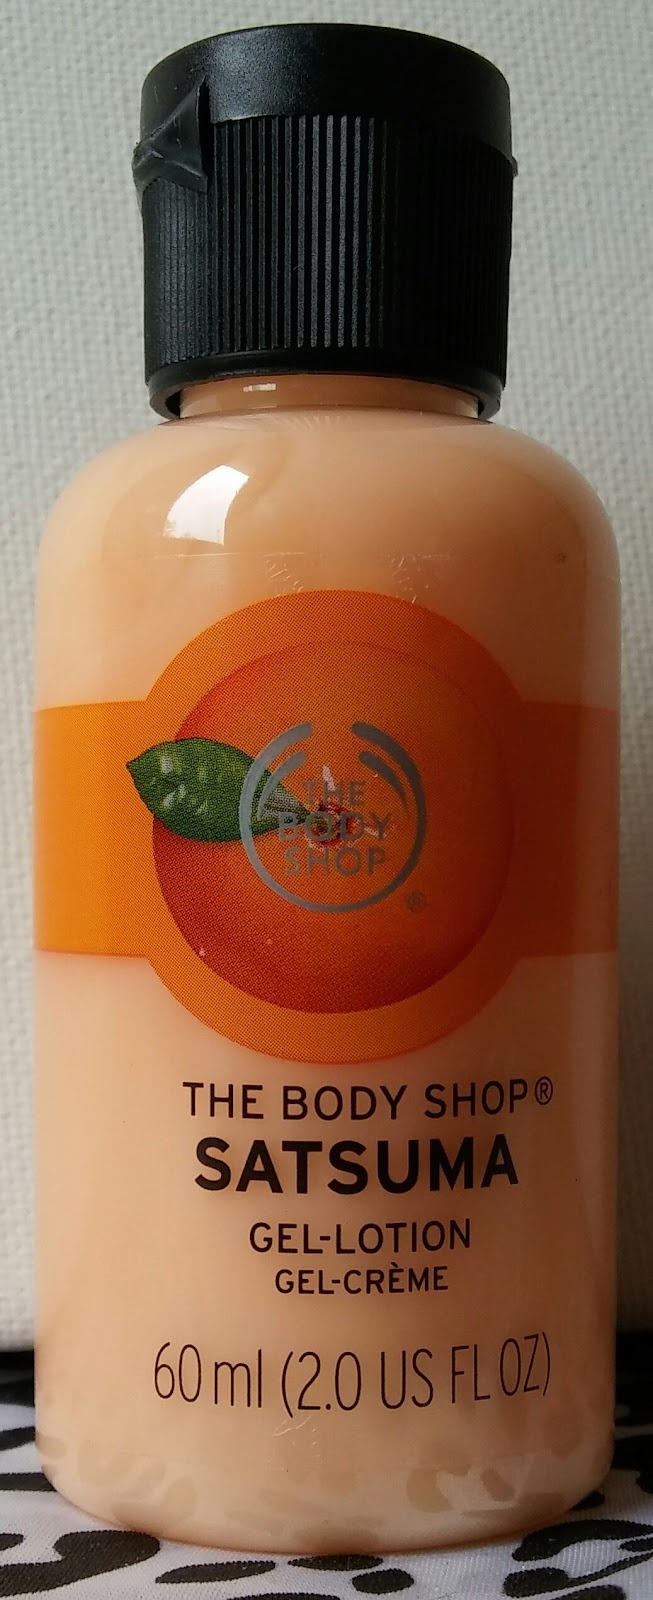 THE
BODY
SHOP
®
THE BODY SHOP®
SATSUMA
GEL-LOTION
GEL-CRÈME
60 ml (2.0 US FL OZ)